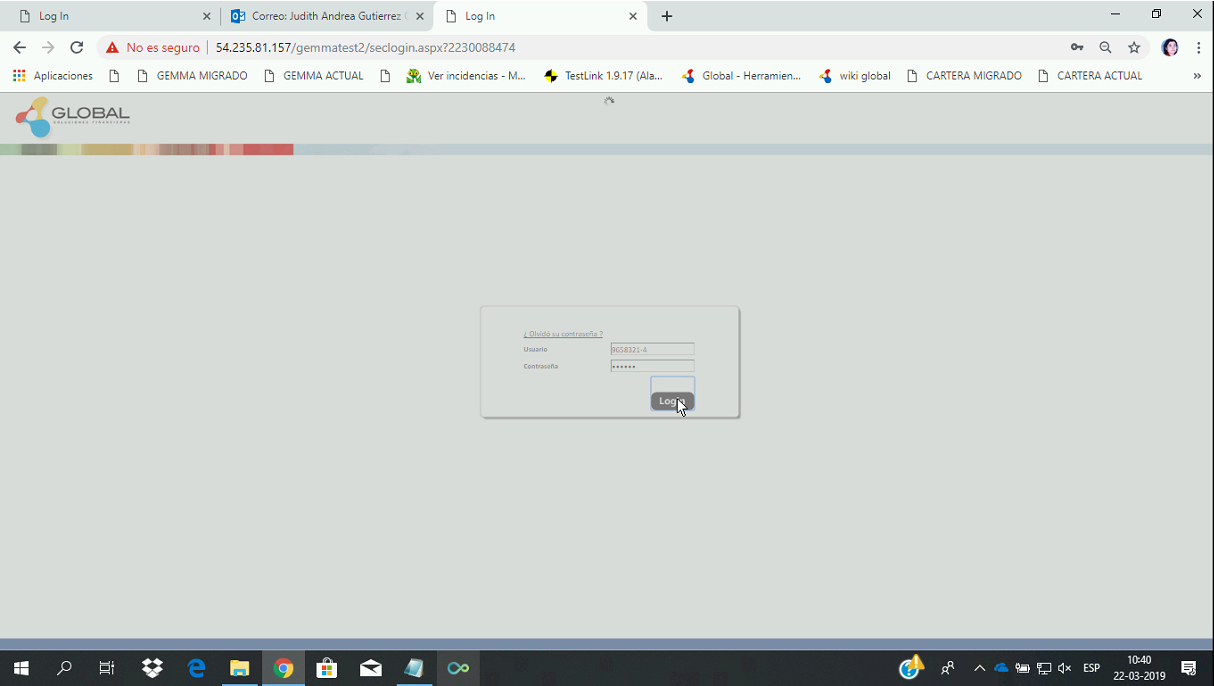 Log In
Correo: Judith Andrea Gutierrez
Log In
No es seguro
54.235.81.157/gemmatest2/seclogin.aspx?2230088474
Aplicaciones
GEMMA MIGRADO
GEMMA ACTUAL
Ver incidencias - M...
TestLink 1.9.17 (Ala...
Global - Herramien...
wiki global
CARTERA MIGRADO
CARTERA ACTUAL
»
GLOBAL
SOLUCIONES FINANCIERAS
¿ Olvidó su contraseña ?
Usuario
9658321-4
Contraseña
••••••
Login
ESP
10:40
22-03-2019